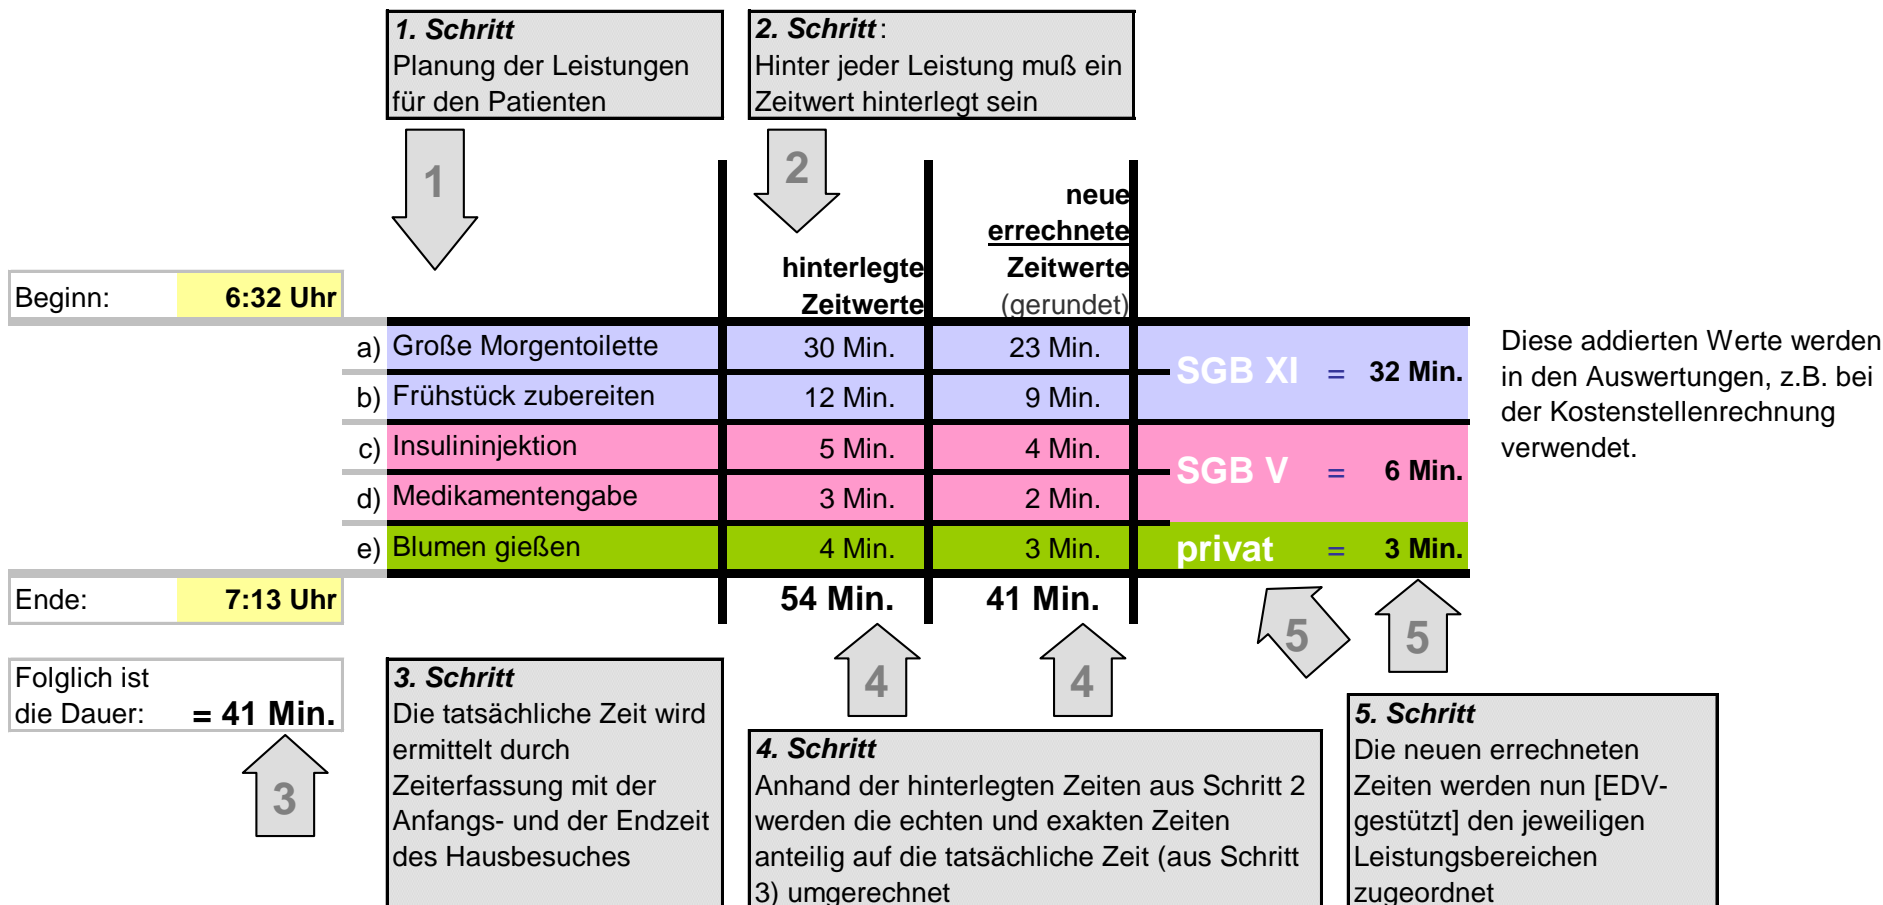 1. Schritt
Planung der Leistungen
für den Patienten
2. Schritt:
Hinter jeder Leistung muß ein
Zeitwert hinterlegt sein
1
2
hinterlegte
Zeitwerte
neue
errechnete
Zeitwerte
(gerundet)
Beginn: 6:32 Uhr
a) Große Morgentoilette 30 Min. 23 Min.
SGB XI = 32 Min.
b) Frühstück zubereiten 12 Min. 9 Min.
c) Insulininjektion 5 Min. 4 Min.
SGB V = 6 Min.
d) Medikamentengabe 3 Min. 2 Min.
e) Blumen gießen 4 Min. 3 Min. privat = 3 Min.
Ende: 7:13 Uhr
54 Min. 41 Min.
Diese addierten Werte werden
in den Auswertungen, z.B. bei
der Kostenstellenrechnung
verwendet.
Folglich ist
die Dauer: = 41 Min.
3
4
4
5
5
3. Schritt
Die tatsächliche Zeit wird
ermittelt durch
Zeiterfassung mit der
Anfangs- und der Endzeit
des Hausbesuches
4. Schritt
Anhand der hinterlegten Zeiten aus Schritt 2
werden die echten und exakten Zeiten
anteilig auf die tatsächliche Zeit (aus Schritt
3) umgerechnet
5. Schritt
Die neuen errechneten
Zeiten werden nun [EDV-
gestützt] den jeweiligen
Leistungsbereichen
zugeordnet